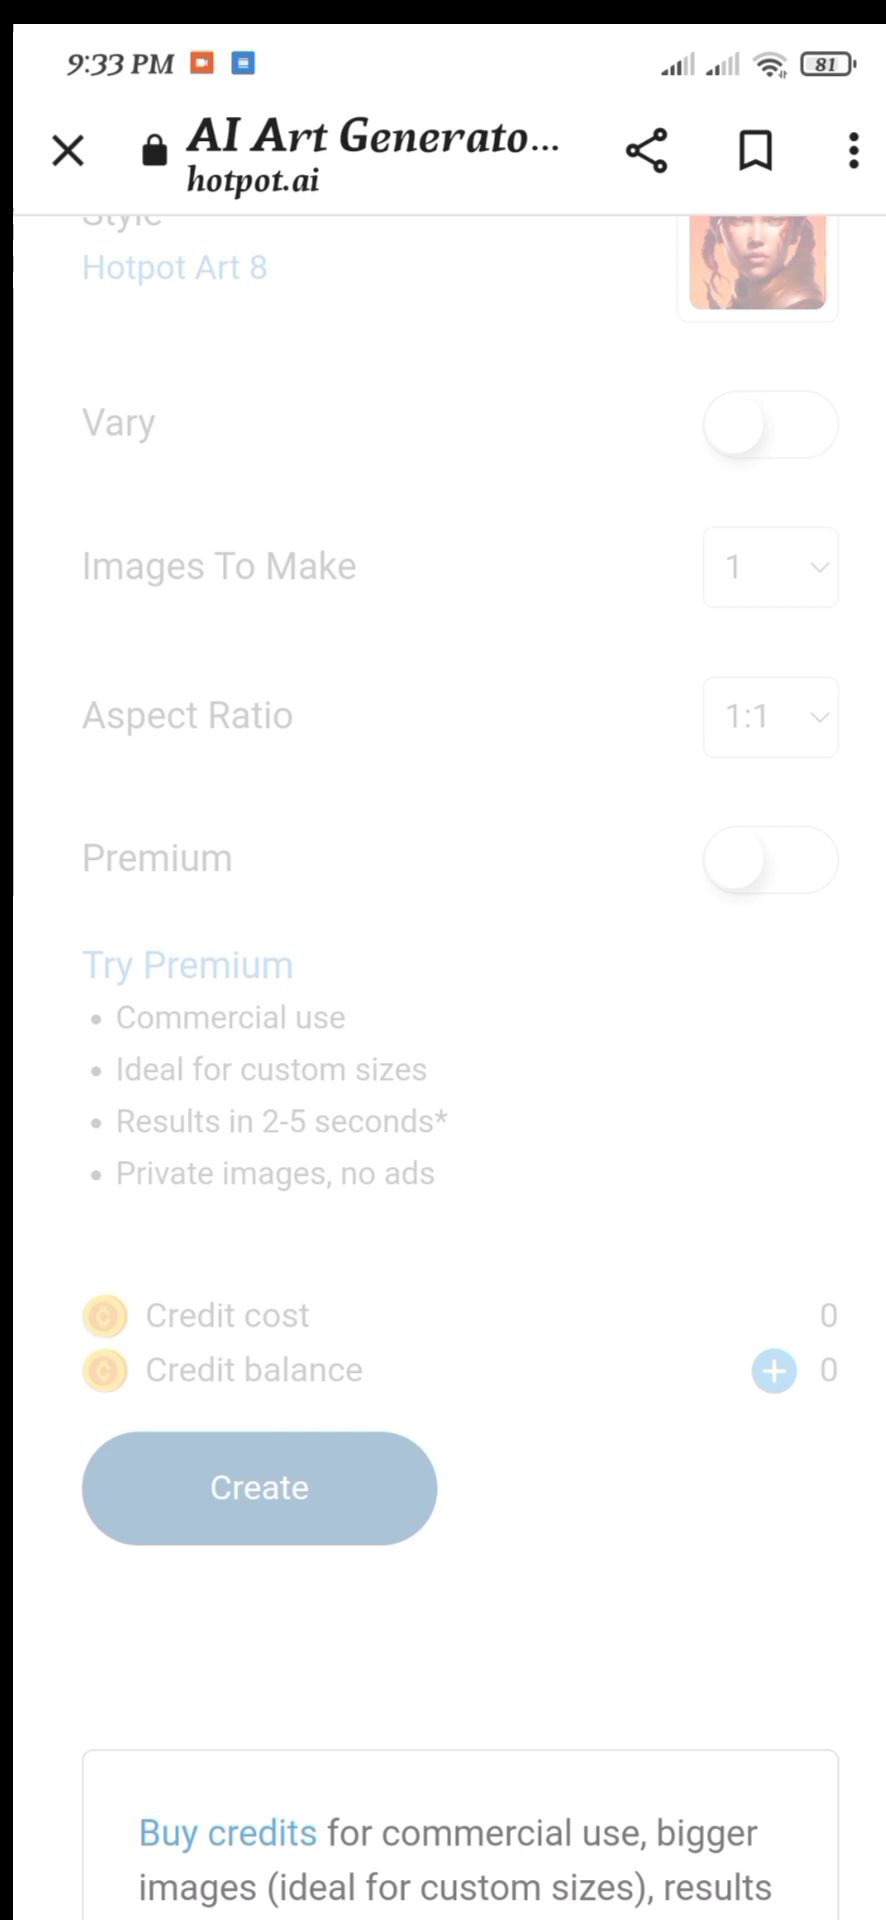 9:33 PM
81
AI Art Generato...
hotpot.ai
Style
Hotpot Art 8
Vary
Images To Make 1
Aspect Ratio 1:1
Premium
Try Premium
• Commercial use
• Ideal for custom sizes
• Results in 2-5 seconds*
• Private images, no ads
Credit cost 0
Credit balance 0
Create
Buy credits for commercial use, bigger
images (ideal for custom sizes), results